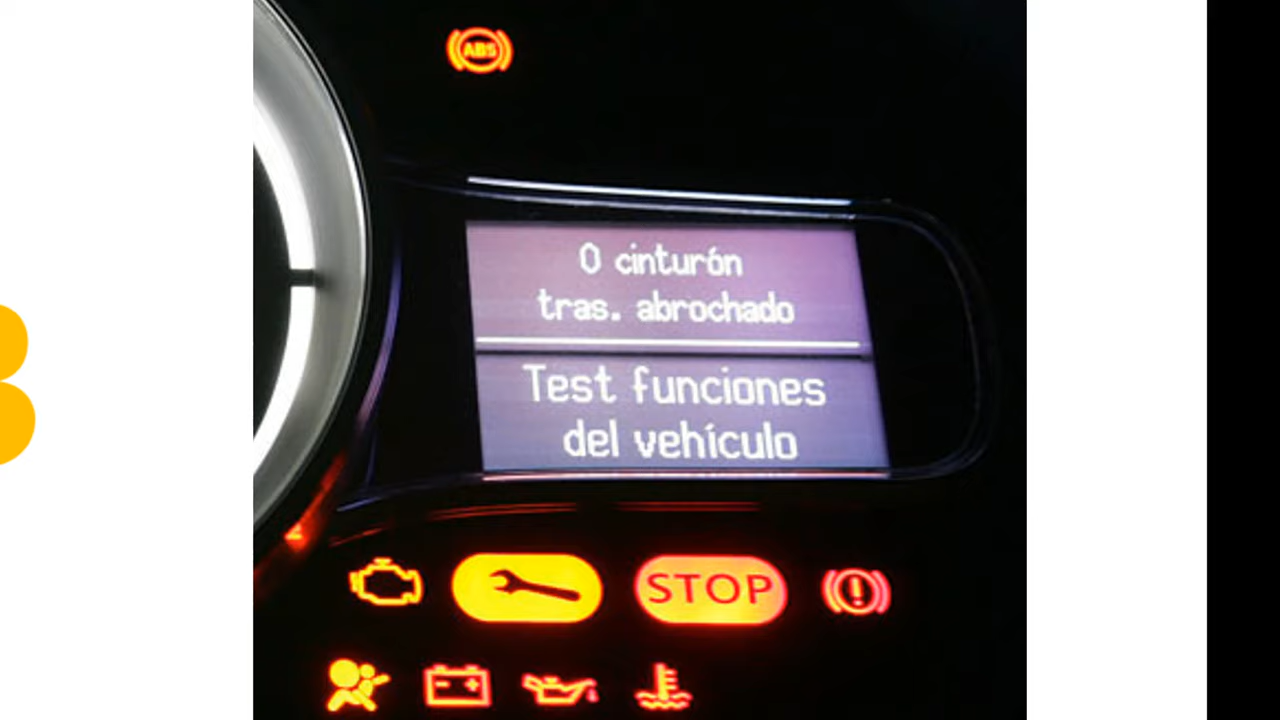 ABS
0 cinturón
tras. abrochado
Test funciones
del vehículo
STOP